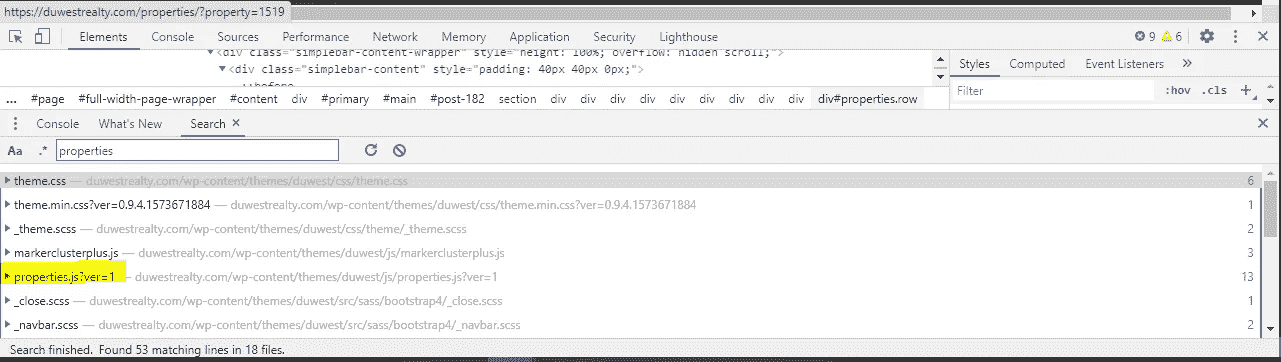 https://duwestrealty.com/properties/?property=1519
Elements Console Sources Performance Network Memory Application Security Lighthouse 9 6
▼<div class="simplebar-content-wrapper" style="height: 100%; overflow: hidden scroll;">
▼<div class="simplebar-content" style="padding: 40px 40px 0px;">
::before
Styles Computed Event Listeners »
... #page #full-width-page-wrapper #content div #primary #main #post-182 section div div div div div div div div div#properties.row
Filter :hov .cls +
Console What's New Search ×
Aa .* properties
theme.css — duwestrealty.com/wp-content/themes/duwest/css/theme.css 6
theme.min.css?ver=0.9.4.1573671884 — duwestrealty.com/wp-content/themes/duwest/css/theme.min.css?ver=0.9.4.1573671884 1
_theme.scss — duwestrealty.com/wp-content/themes/duwest/css/theme/_theme.scss 2
markerclusterplus.js — duwestrealty.com/wp-content/themes/duwest/js/markerclusterplus.js 3
properties.js?ver=1 — duwestrealty.com/wp-content/themes/duwest/js/properties.js?ver=1 13
_close.scss — duwestrealty.com/wp-content/themes/duwest/src/sass/bootstrap4/_close.scss 1
_navbar.scss — duwestrealty.com/wp-content/themes/duwest/src/sass/bootstrap4/_navbar.scss 2
Search finished. Found 53 matching lines in 18 files.